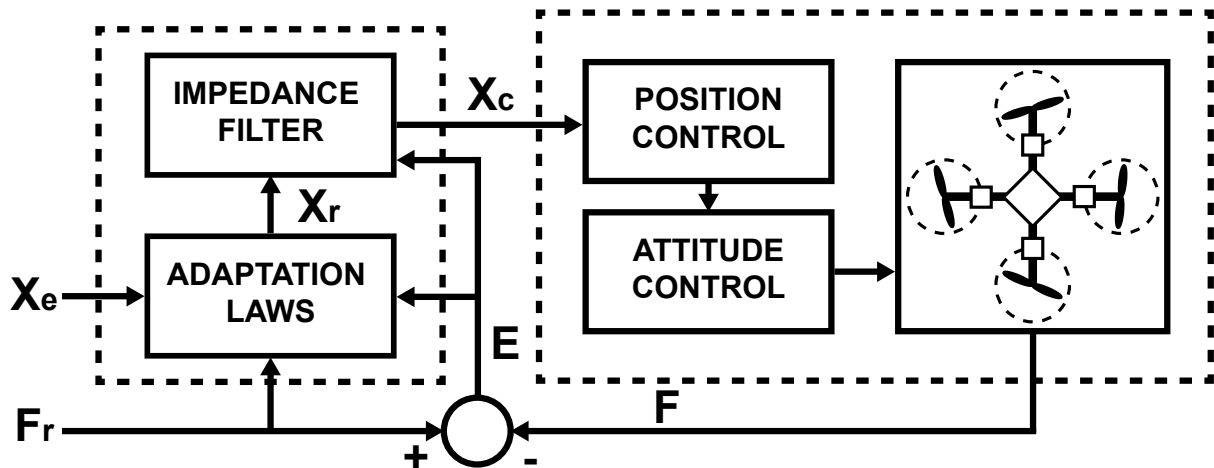 IMPEDANCE
FILTER
Xc
POSITION
CONTROL
Xr
ATTITUDE
CONTROL
ADAPTATION
LAWS
Xe
E
F
Fr
+
-